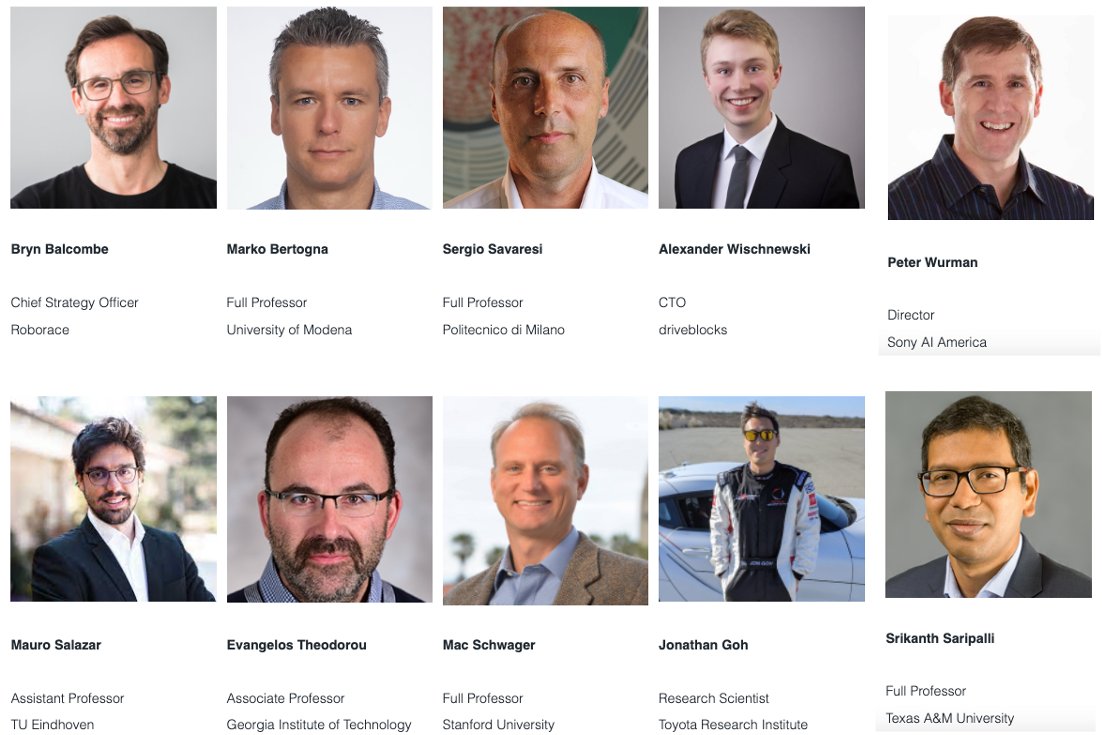 Bryn Balcombe
Chief Strategy Officer
Roborace
Marko Bertogna
Full Professor
University of Modena
Sergio Savaresi
Full Professor
Politecnico di Milano
Alexander Wischnewski
CTO
driveblocks
Peter Wurman
Director
Sony AI America
Mauro Salazar
Assistant Professor
TU Eindhoven
Evangelos Theodorou
Associate Professor
Georgia Institute of Technology
Mac Schwager
Full Professor
Stanford University
JON GOH
Jonathan Goh
Research Scientist
Toyota Research Institute
Srikanth Saripalli
Full Professor
Texas A&M University